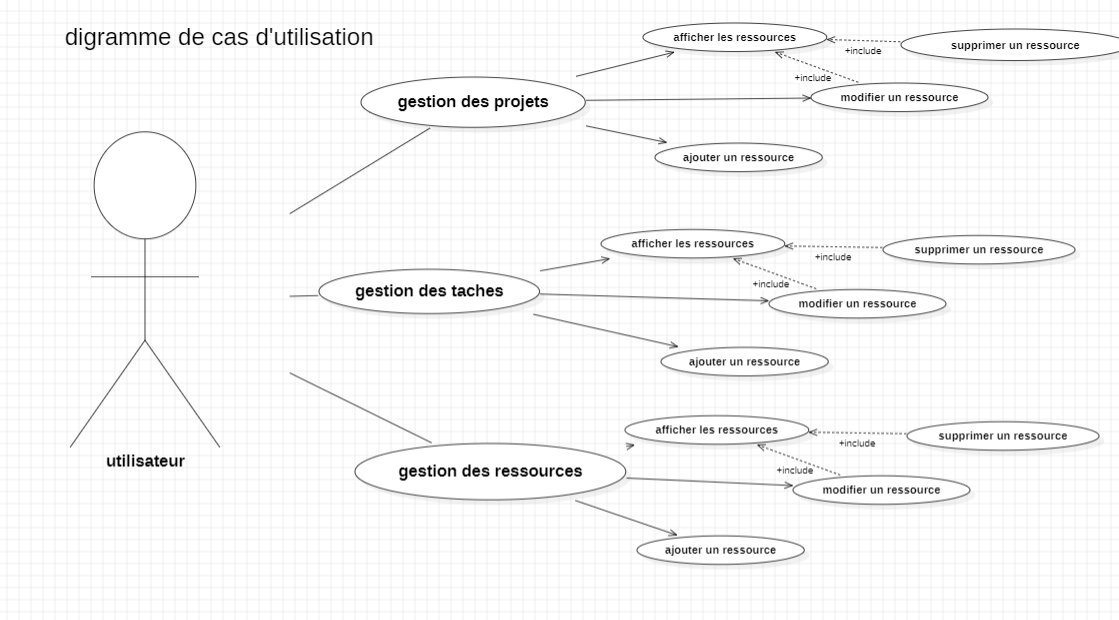 digramme de cas d'utilisation
afficher les ressources
supprimer un ressource
+include
+include
gestion des projets
modifier un ressource
ajouter un ressource
afficher les ressources
supprimer un ressource
+include
+include
gestion des taches
modifier un ressource
ajouter un ressource
afficher les ressources
supprimer un ressource
+include
utilisateur
+include
gestion des ressources
modifier un ressource
ajouter un ressource